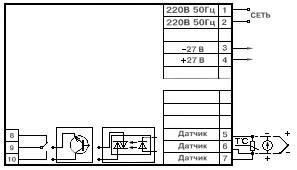 220В 50Гц 1
220В 50Гц 2
СЕТЬ
–27 В 3
+27 В 4
8
9
10
Датчик 5
Датчик 6
Датчик 7
ТС
– +
– +
+ –